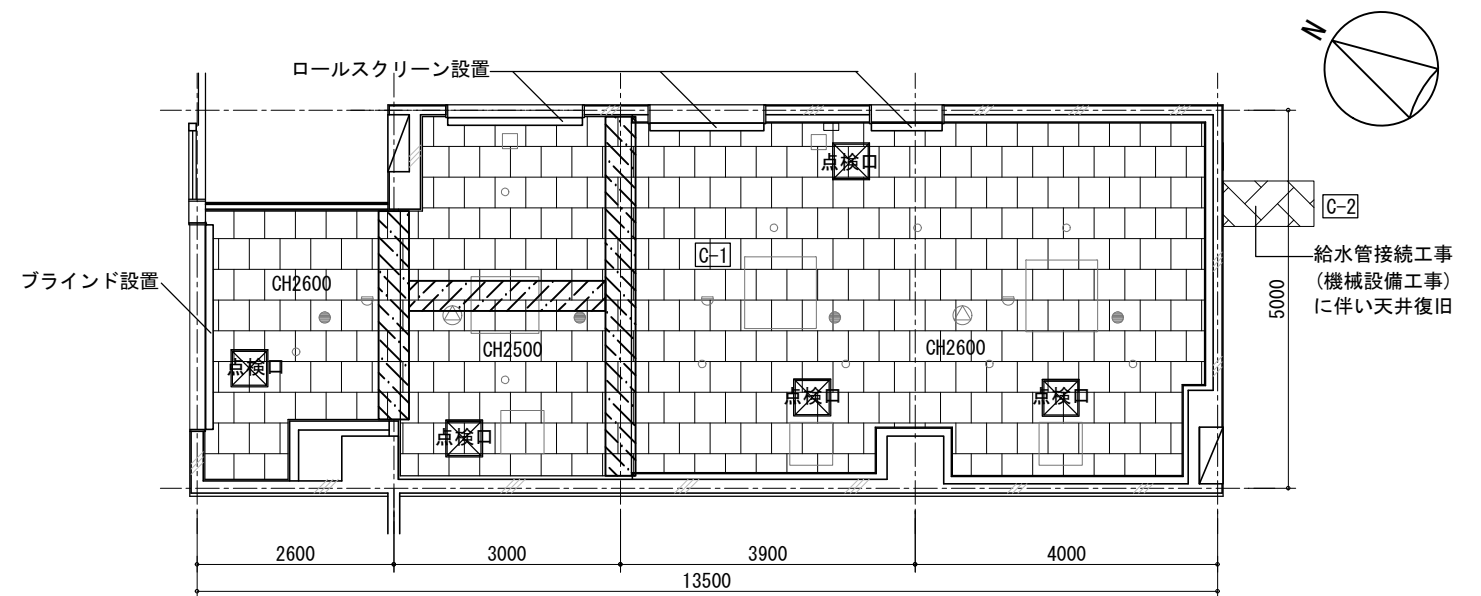 N
ロールスクリーン設置
点検口
C-2
C-1
給水管接続工事
(機械設備工事)
に伴い天井復旧
ブラインド設置
CH2600
5000
CH2500
CH2600
点検口
点検口
点検口
点検口
2600
3000
3900
4000
13500